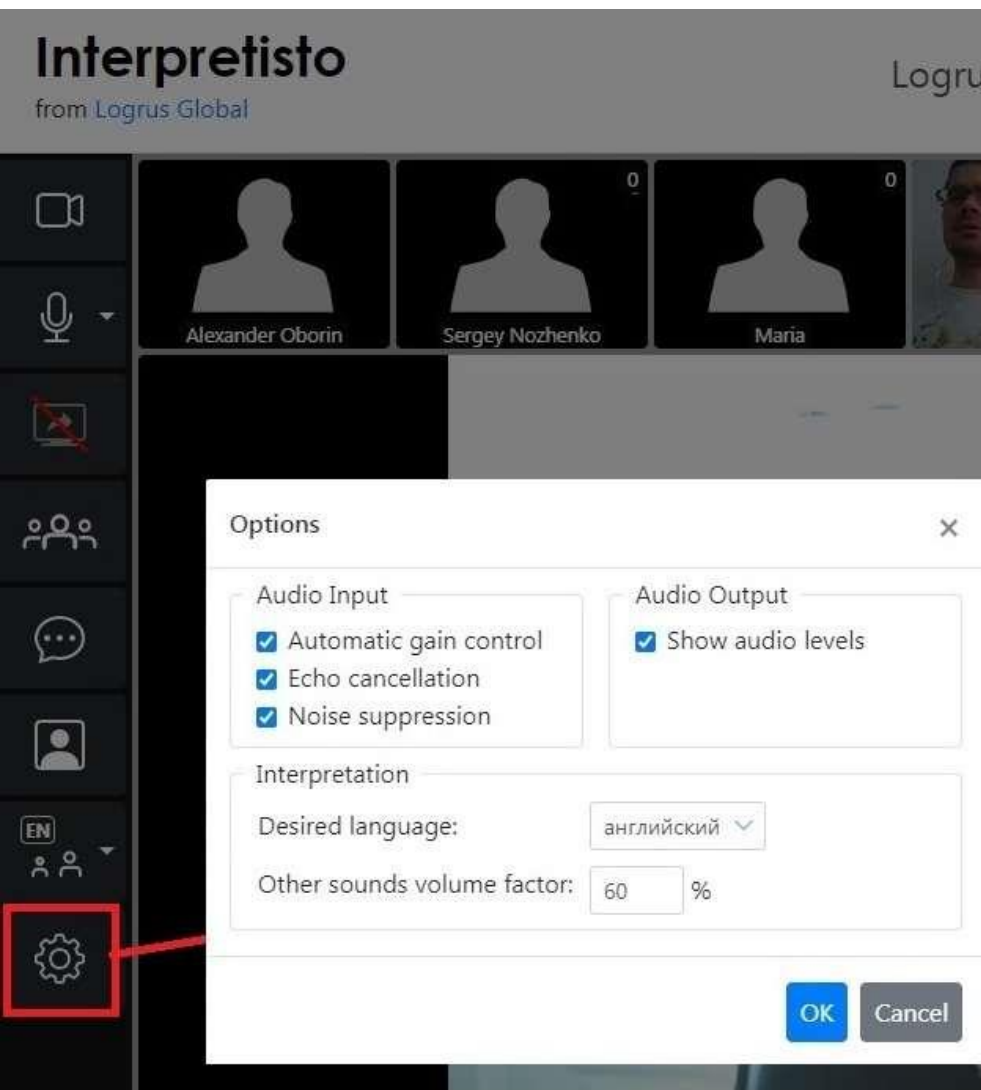 Interpretisto
from Logrus Global
Logru
0
0
Alexander Oborin
Sergey Nozhenko
Maria
Options
×
Audio Input
Audio Output
Automatic gain control
Show audio levels
Echo cancellation
Noise suppression
Interpretation
EN
Desired language:
английский
Other sounds volume factor:
60
%
OK
Cancel